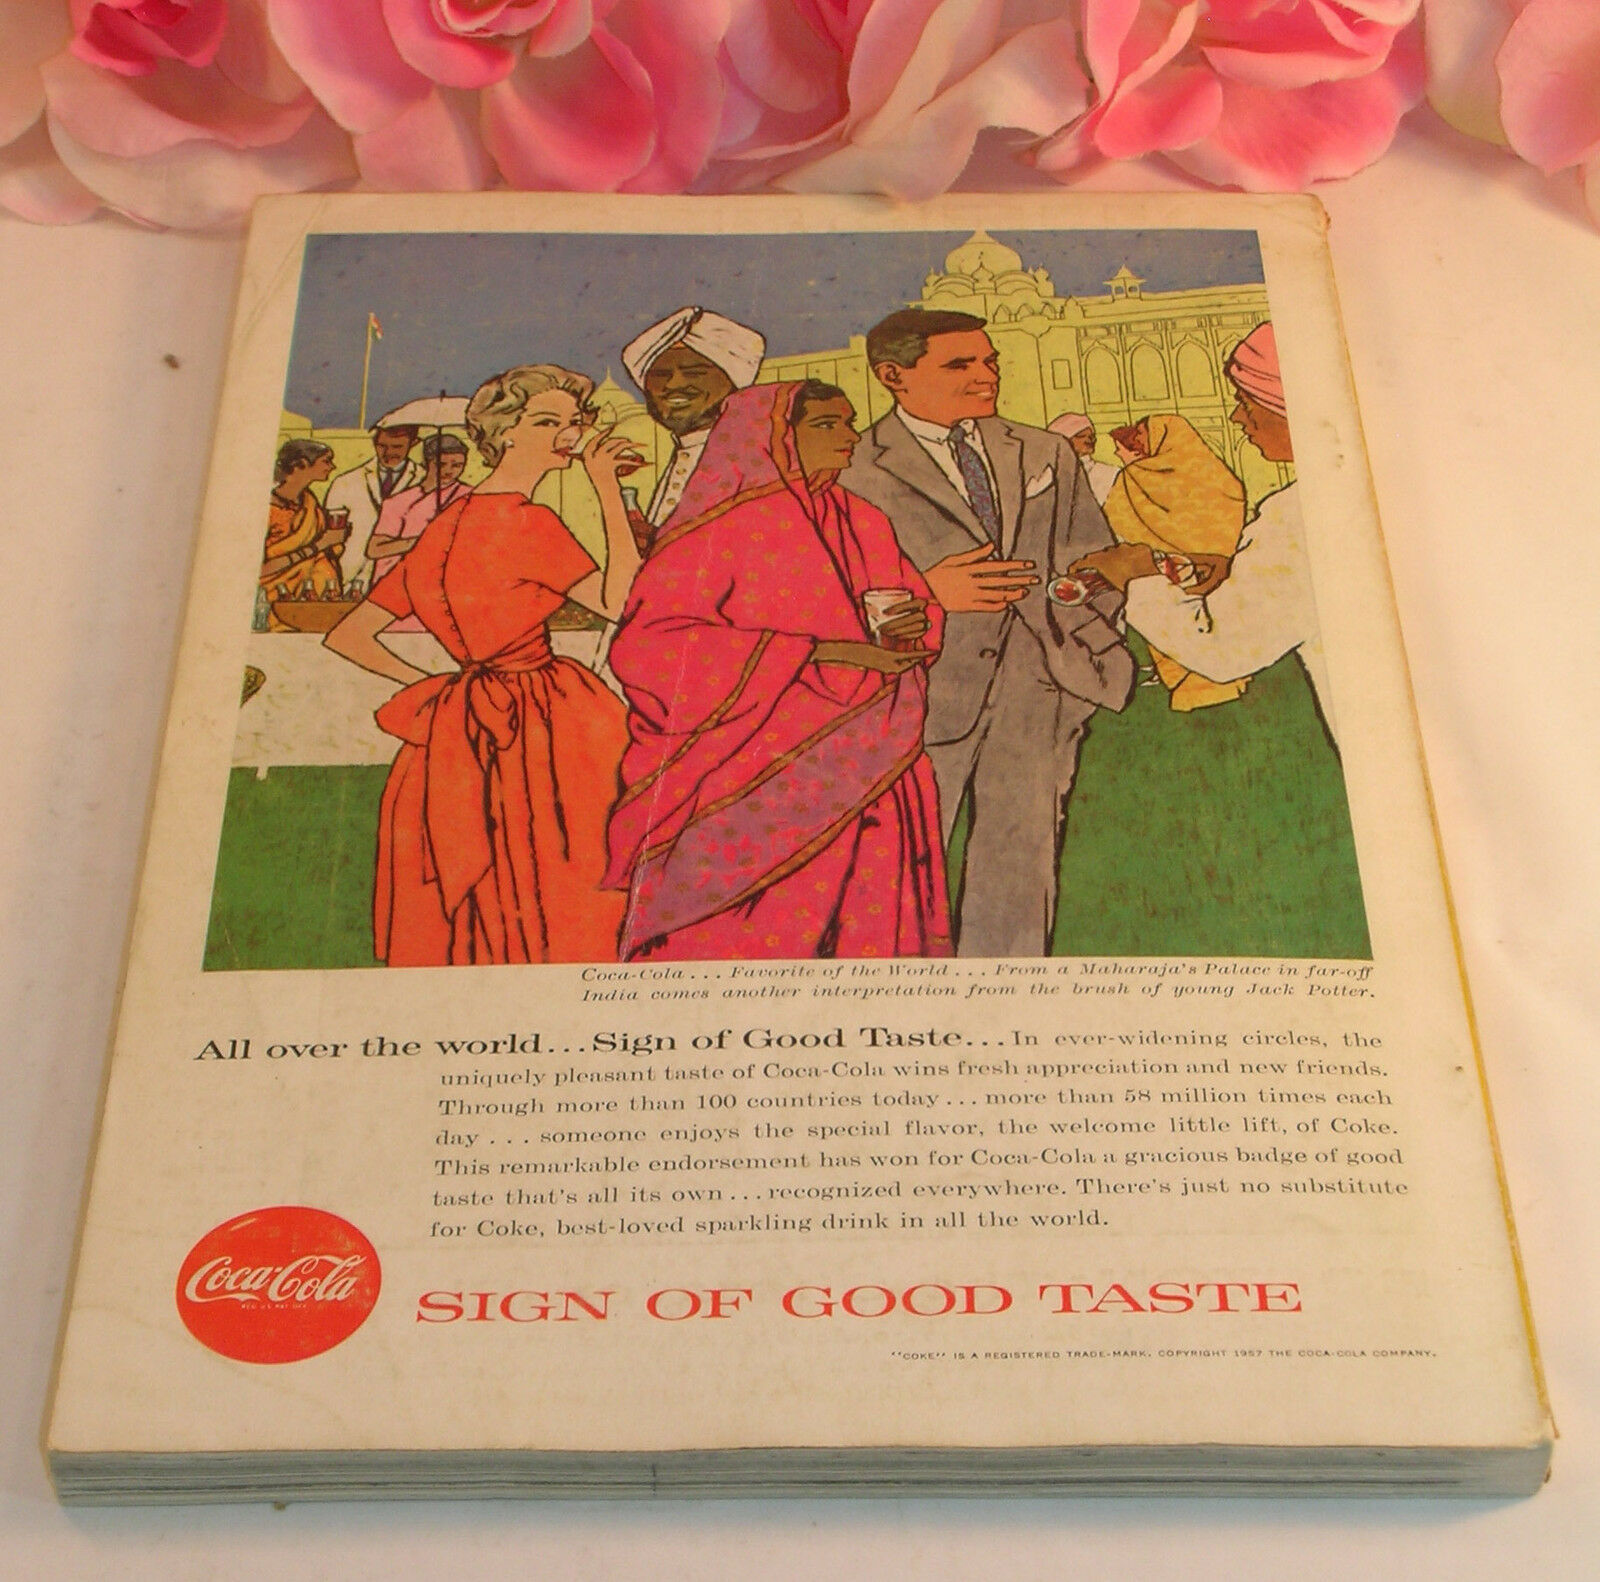 Coca-Cola . . . Favorite of the World . . . From a Maharaja's Palace in far-off
India comes another interpretation from the brush of young Jack Potter.
All over the world...Sign of Good Taste...In ever-widening circles, the
uniquely pleasant taste of Coca-Cola wins fresh appreciation and new friends.
Through more than 100 countries today . . . more than 58 million times each
day . . . someone enjoys the special flavor, the welcome little lift, of Coke.
This remarkable endorsement has won for Coca-Cola a gracious badge of good
taste that's all its own . . . recognized everywhere. There's just no substitute
for Coke, best-loved sparkling drink in all the world.
Coca-Cola
REG. U.S. PAT. OFF.
SIGN OF GOOD TASTE
"COKE" IS A REGISTERED TRADE-MARK. COPYRIGHT 1957 THE COCA-COLA COMPANY.